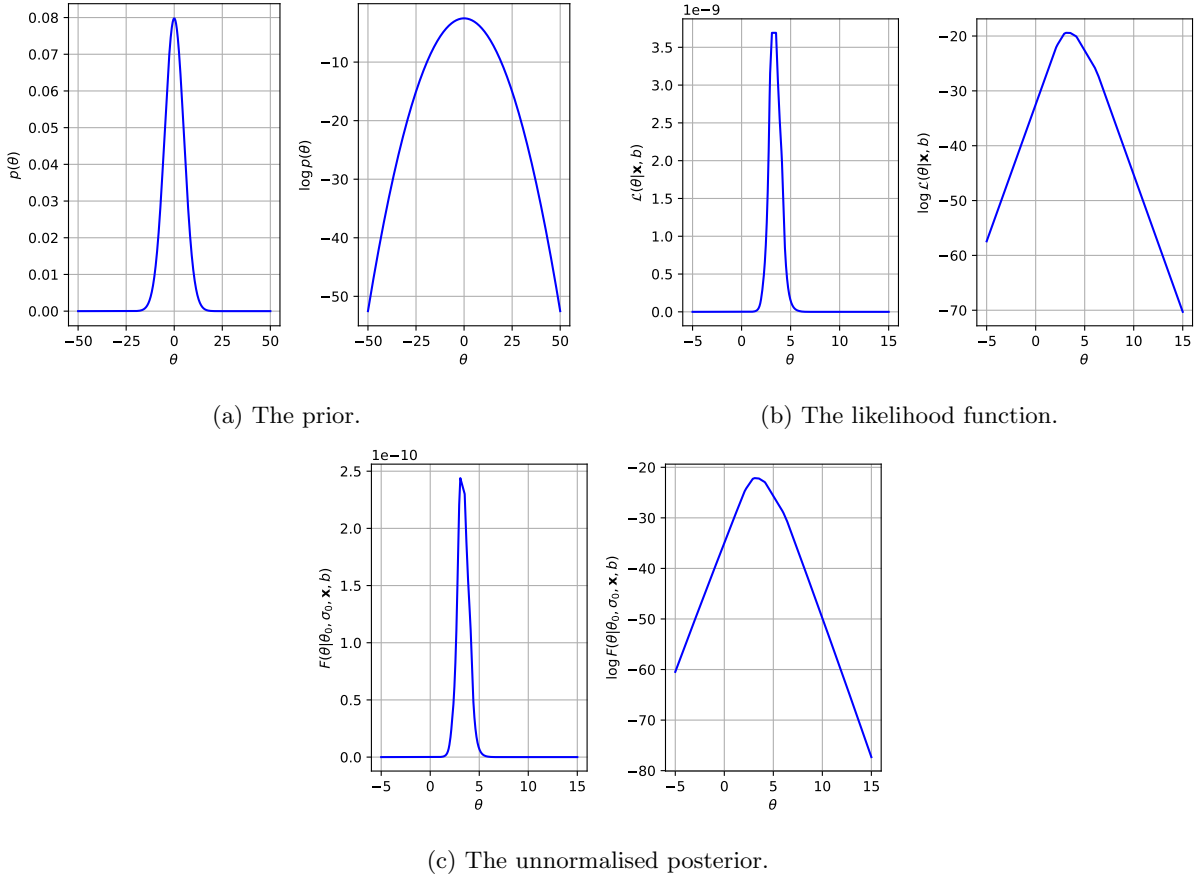 0.08
0.07
0.06
0.05
0.04
0.03
0.02
0.01
0.00
p(θ)
−50 −25 0 25 50
θ
−10
−20
−30
−40
−50
log p(θ)
−50 −25 0 25 50
θ
(a) The prior.
1e−9
3.5
3.0
2.5
2.0
1.5
1.0
0.5
0.0
ℒ(θ|𝐱, b)
−5 0 5 10 15
θ
−20
−30
−40
−50
−60
−70
log ℒ(θ|𝐱, b)
−5 0 5 10 15
θ
(b) The likelihood function.
1e−10
2.5
2.0
1.5
1.0
0.5
0.0
F(θ|θ₀, σ₀, 𝐱, b)
−5 0 5 10 15
θ
−20
−30
−40
−50
−60
−70
−80
log F(θ|θ₀, σ₀, 𝐱, b)
−5 0 5 10 15
θ
(c) The unnormalised posterior.